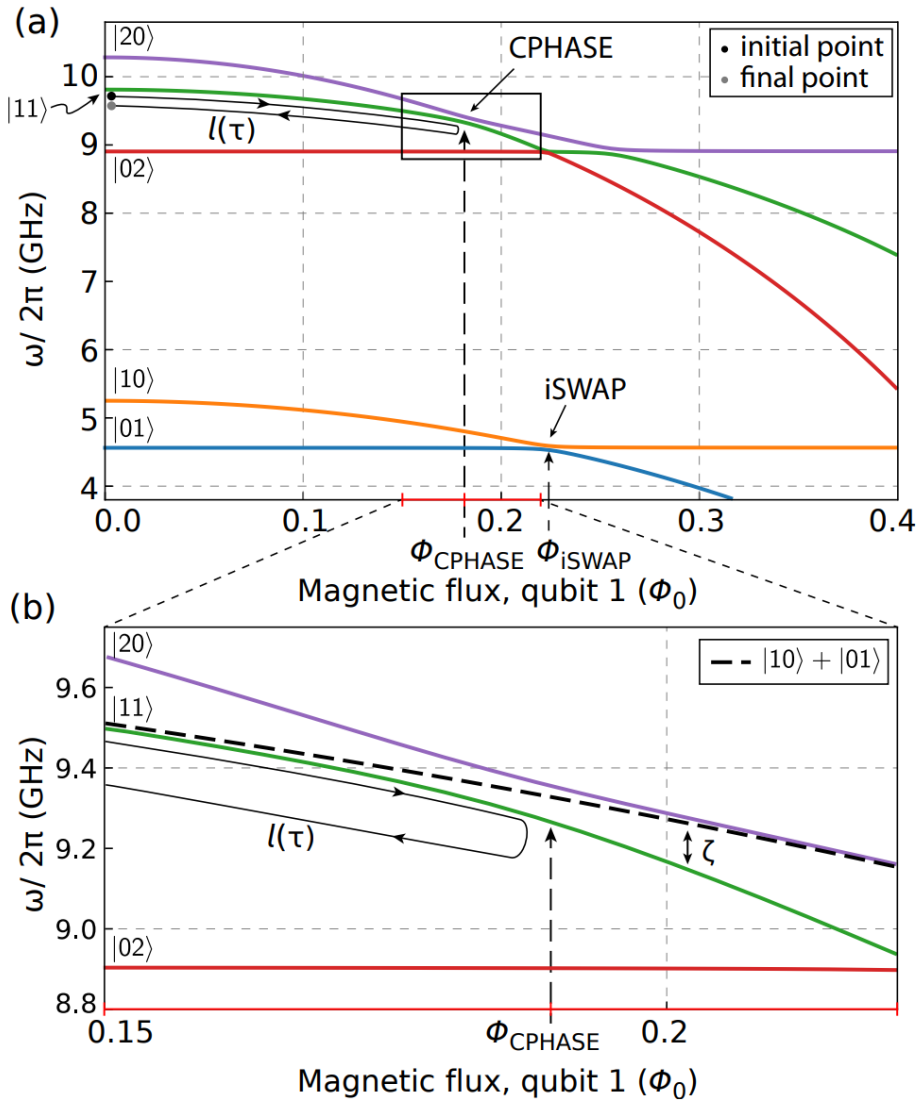 (a)
|20⟩
CPHASE
• initial point
• final point
10
|11⟩
l(τ)
9
|02⟩
8
ω/ 2π (GHz)
7
6
|10⟩
iSWAP
5
|01⟩
4
0.0 0.1 0.2 0.3 0.4
Φ_CPHASE Φ_iSWAP
Magnetic flux, qubit 1 (Φ₀)
(b)
|20⟩
|10⟩ + |01⟩
9.6
|11⟩
9.4
ω/ 2π (GHz)
l(τ)
ζ
9.2
9.0
|02⟩
8.8
0.15 Φ_CPHASE 0.2
Magnetic flux, qubit 1 (Φ₀)